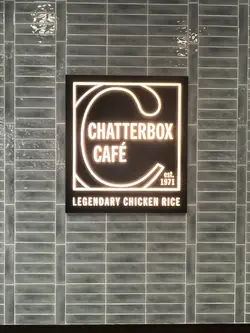 CHATTERBOX
CAFÉ
est.
1971
LEGENDARY CHICKEN RICE